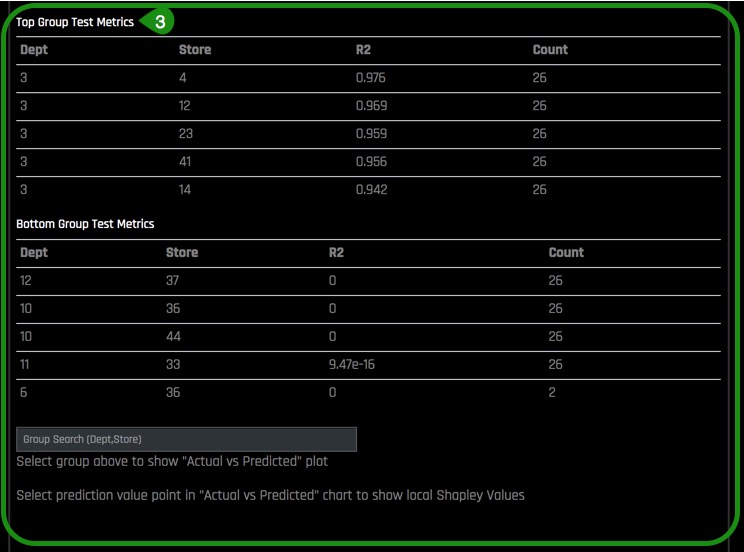 Top Group Test Metrics 3
Dept Store R2 Count
3 4 0.976 26
3 12 0.969 26
3 23 0.959 26
3 41 0.956 26
3 14 0.942 26
Bottom Group Test Metrics
Dept Store R2 Count
12 37 0 26
10 36 0 26
10 44 0 26
11 33 9.47e-16 26
6 36 0 2
Group Search (Dept,Store)
Select group above to show "Actual vs Predicted" plot
Select prediction value point in "Actual vs Predicted" chart to show local Shapley Values